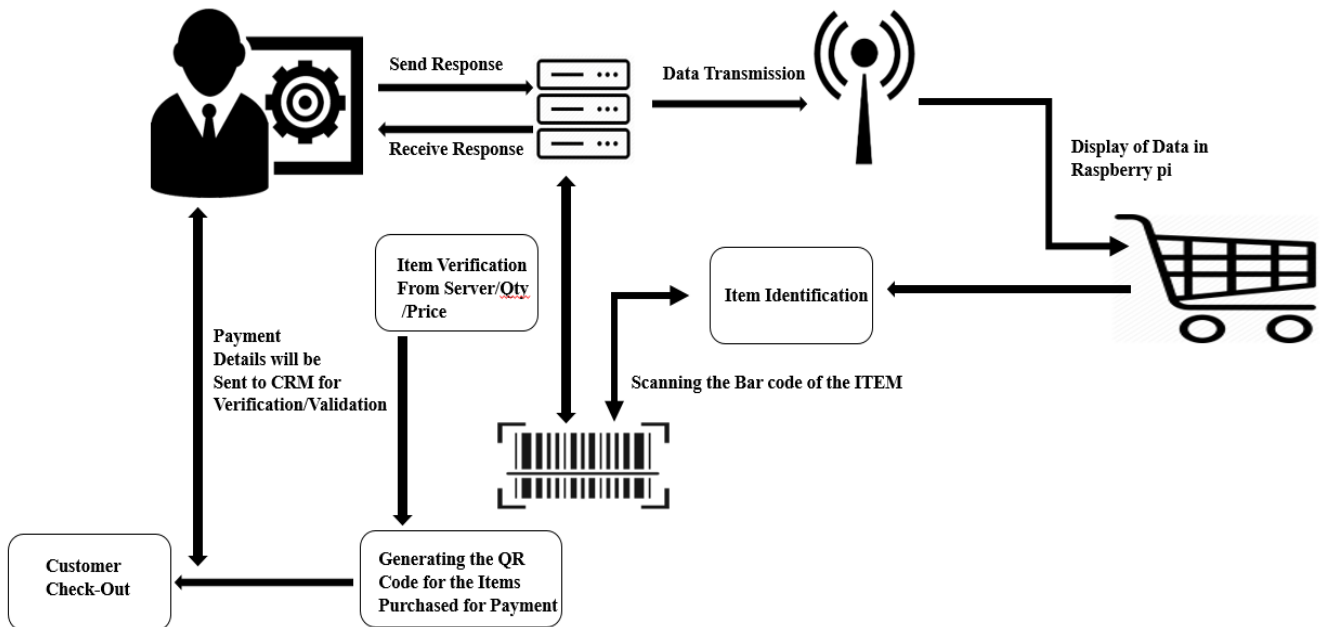 Send Response
Data Transmission
Receive Response
Display of Data in
Raspberry pi
Item Verification
From Server/Qty
/Price
Item Identification
Payment
Details will be
Sent to CRM for
Verification/Validation
Scanning the Bar code of the ITEM
Customer
Check-Out
Generating the QR
Code for the Items
Purchased for Payment